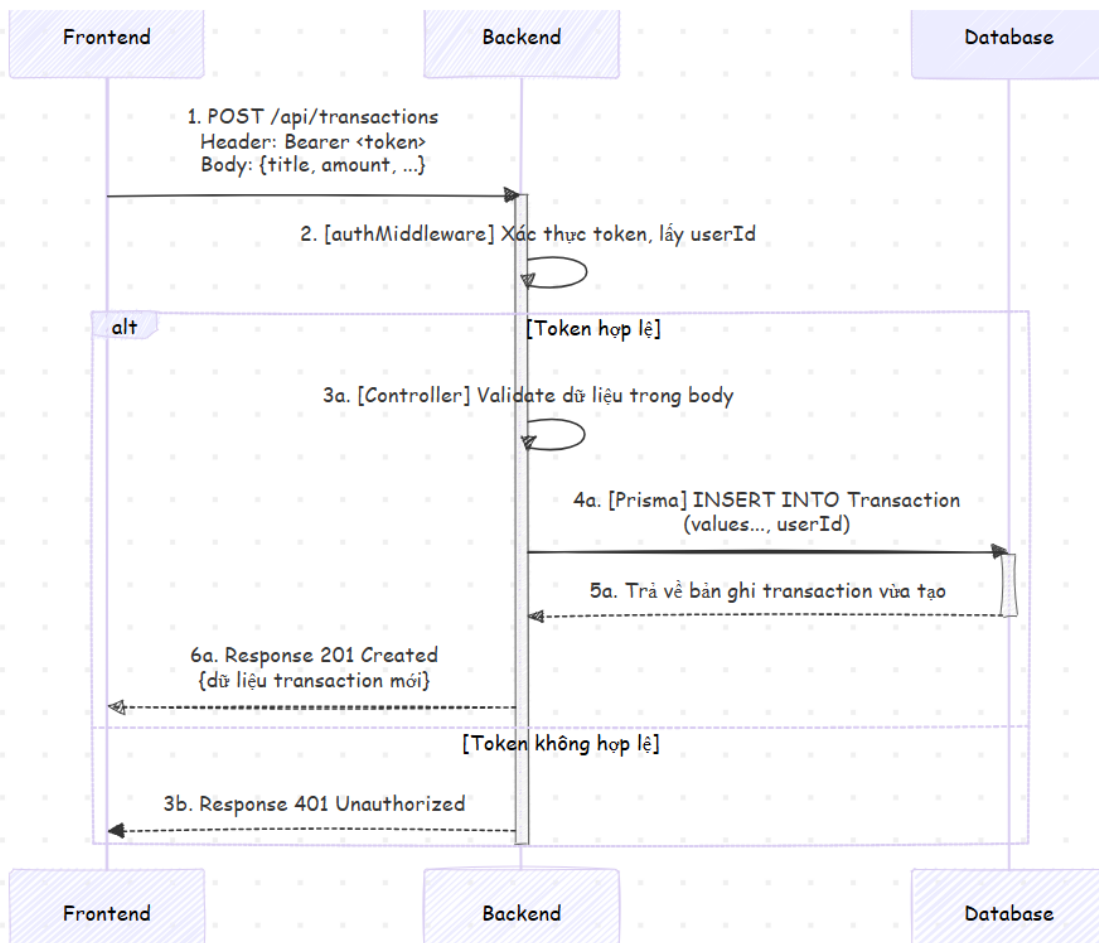 Frontend
Backend
Database
1. POST /api/transactions
Header: Bearer <token>
Body: {title, amount, ...}
2. [authMiddleware] Xác thực token, lấy userId
alt
[Token hợp lệ]
3a. [Controller] Validate dữ liệu trong body
4a. [Prisma] INSERT INTO Transaction
(values..., userId)
5a. Trả về bản ghi transaction vừa tạo
6a. Response 201 Created
{dữ liệu transaction mới}
[Token không hợp lệ]
3b. Response 401 Unauthorized
Frontend
Backend
Database